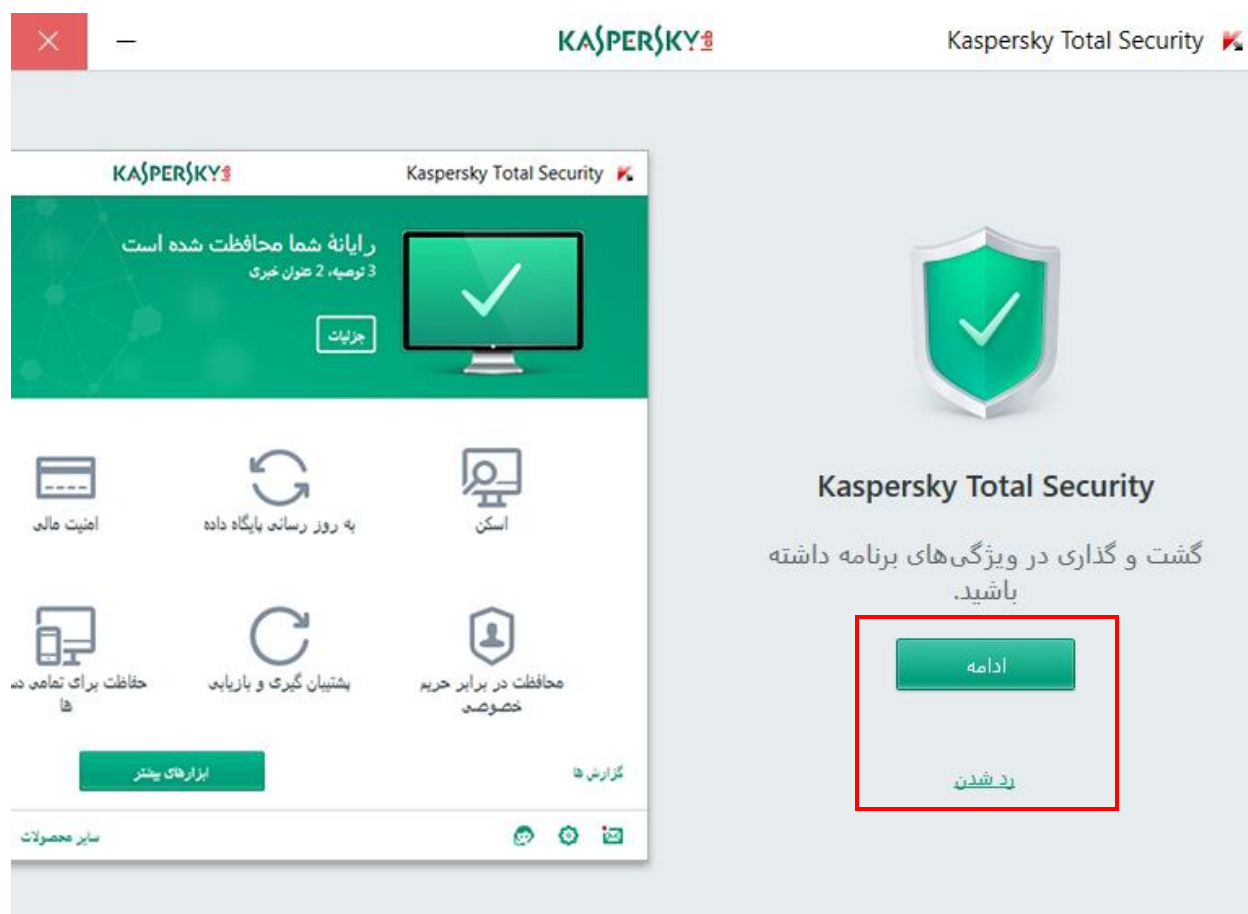 Kaspersky Total Security
KASPERSKY lab
Kaspersky Total Security
KASPERSKY lab
رایانهٔ شما محافظت شده است
3 توصیه، 2 عنوان خبری
جزئیات
اسکن
به روز رسانی پایگاه داده
امنیت مالی
محافظت در برابر حریم
خصوصی
پشتیبان گیری و بازیابی
حفاظت برای تمامی
ها
گزارش ها
ابزارهای بیشتر
سایر محصولات
Kaspersky Total Security
گشت و گذاری در ویژگی‌های برنامه داشته
باشید.
ادامه
رد شدن